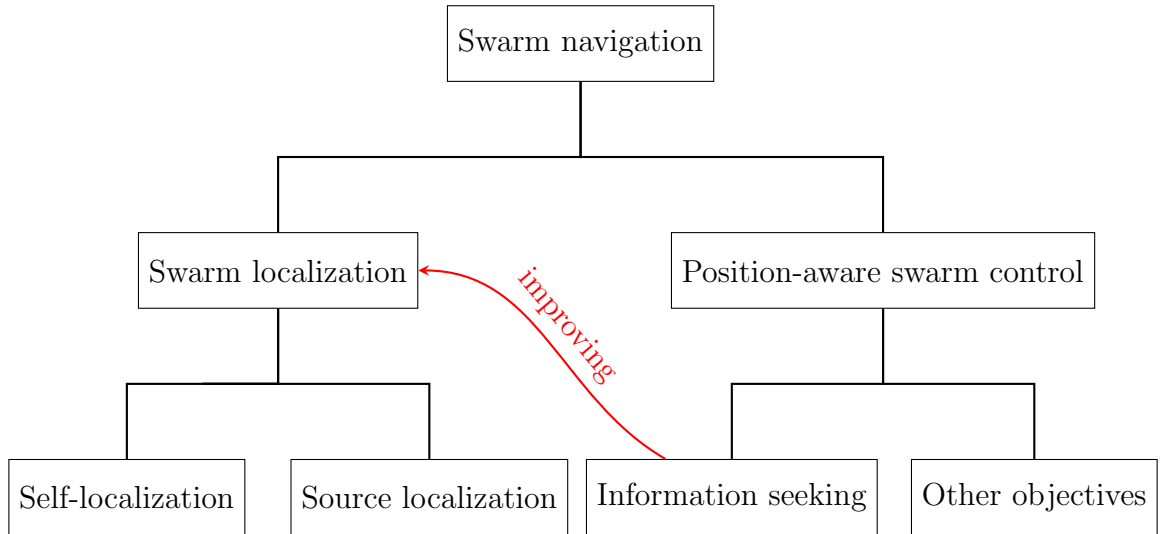 Swarm navigation
Swarm localization
Position-aware swarm control
improving
Self-localization
Source localization
Information seeking
Other objectives